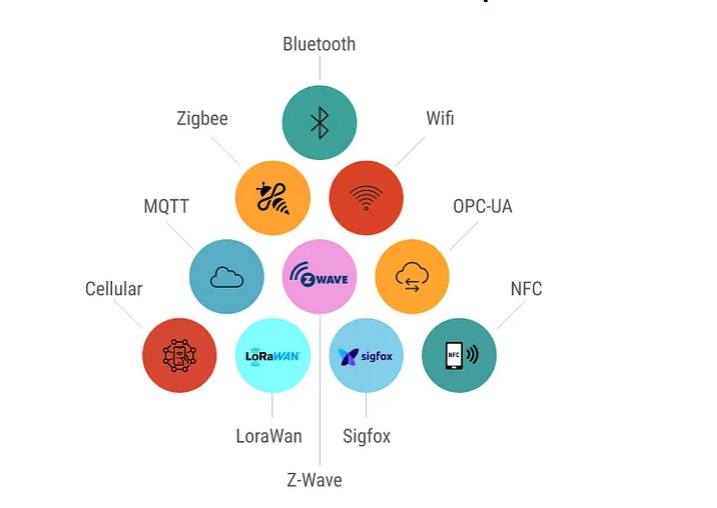 Bluetooth
Zigbee
Wifi
MQTT
OPC-UA
Z WAVE
Cellular
NFC
LoRaWAN
sigfox
NFC
LoraWan
Sigfox
Z-Wave